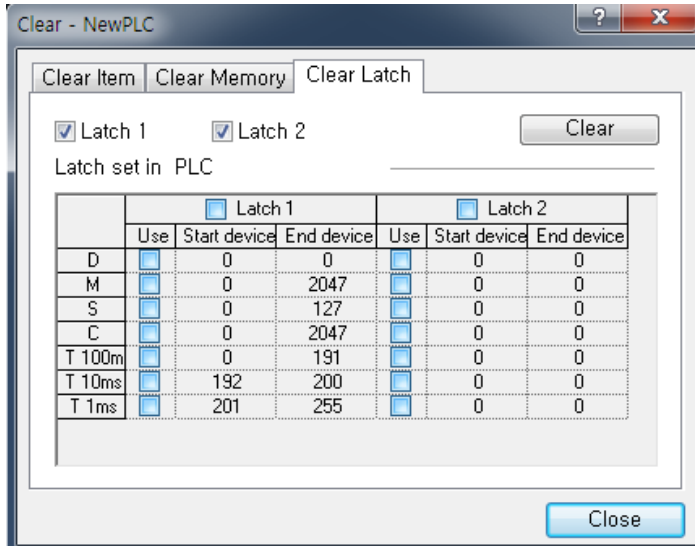 Clear - NewPLC
Clear Item Clear Memory Clear Latch
Latch 1 Latch 2 Clear
Latch set in PLC
Latch 1 Latch 2
Use Start device End device Use Start device End device
D 0 0 0 0
M 0 2047 0 0
S 0 127 0 0
C 0 2047 0 0
T 100m 0 191 0 0
T 10ms 192 200 0 0
T 1ms 201 255 0 0
Close